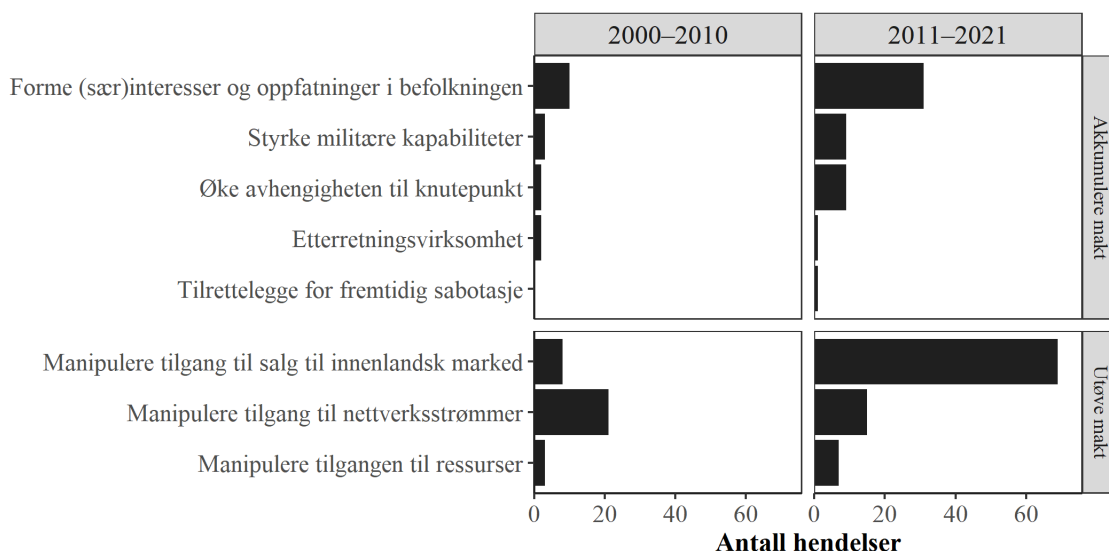 2000–2010
2011–2021
Forme (sær)interesser og oppfatninger i befolkningen
Styrke militære kapabiliteter
Øke avhengigheten til knutepunkt
Etterretningsvirksomhet
Tilrettelegge for fremtidig sabotasje
Akkumulere makt
Manipulere tilgang til salg til innenlandsk marked
Manipulere tilgang til nettverksstrømmer
Manipulere tilgangen til ressurser
Utøve makt
0 20 40 60 0 20 40 60
Antall hendelser